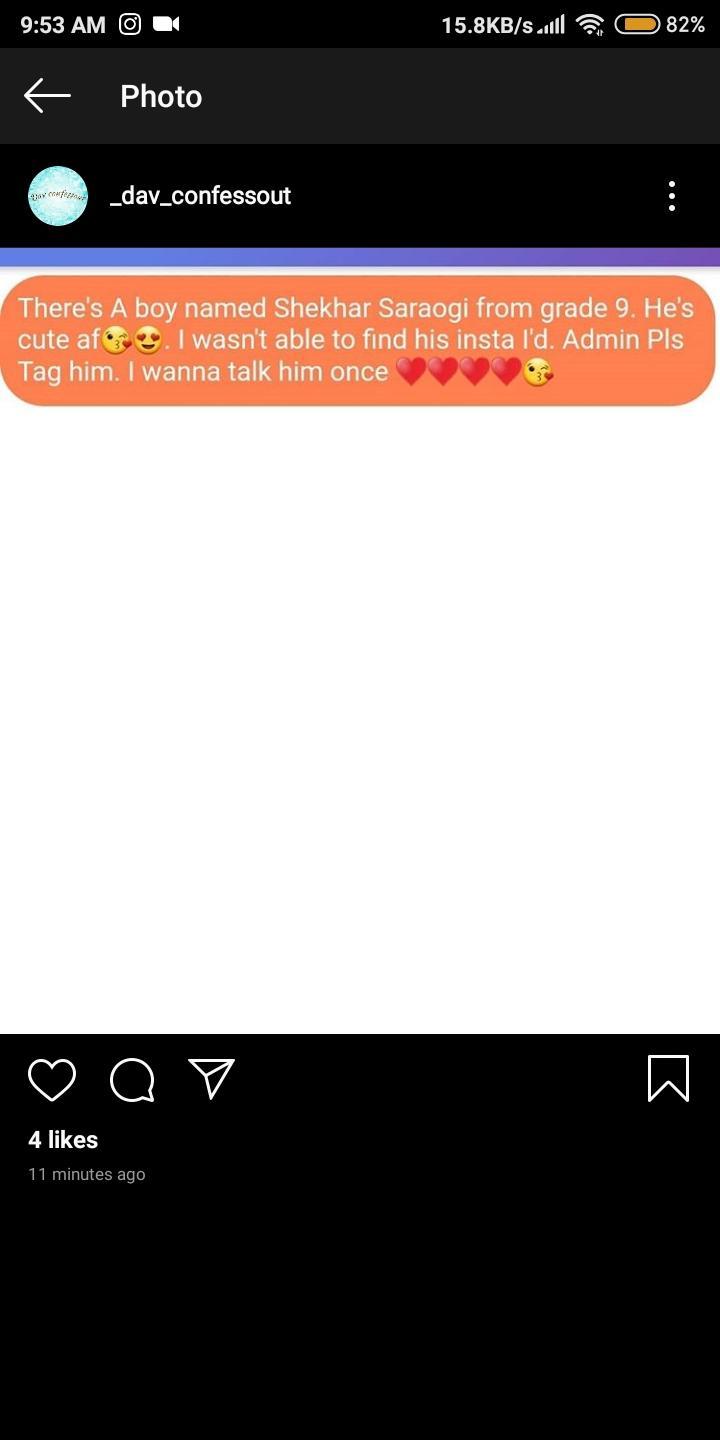 9:53 AM 15.8KB/s 82%
Photo
_dav_confessout
There's A boy named Shekhar Saraogi from grade 9. He's
cute af😘😍. I wasn't able to find his insta I'd. Admin Pls
Tag him. I wanna talk him once ❤️❤️❤️❤️😘
4 likes
11 minutes ago